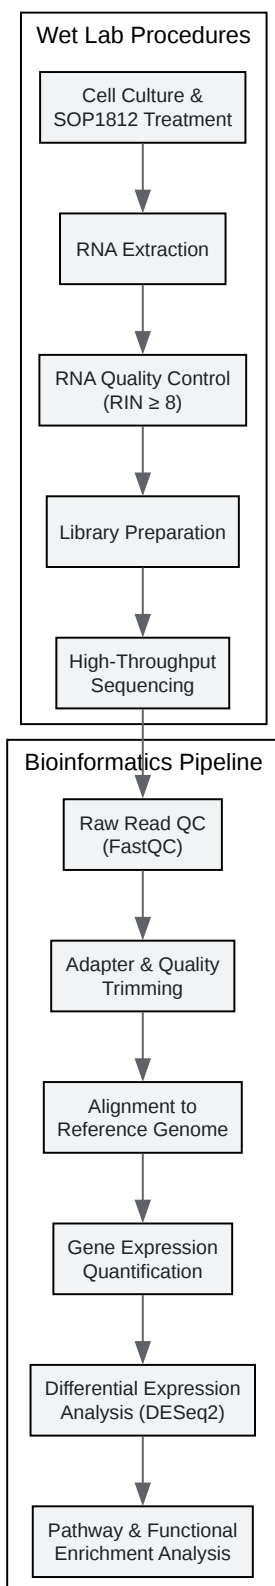 Wet Lab Procedures
Cell Culture &
SOP1812 Treatment
RNA Extraction
RNA Quality Control
(RIN ≥ 8)
Library Preparation
High-Throughput
Sequencing
Bioinformatics Pipeline
Raw Read QC
(FastQC)
Adapter & Quality
Trimming
Alignment to
Reference Genome
Gene Expression
Quantification
Differential Expression
Analysis (DESeq2)
Pathway & Functional
Enrichment Analysis